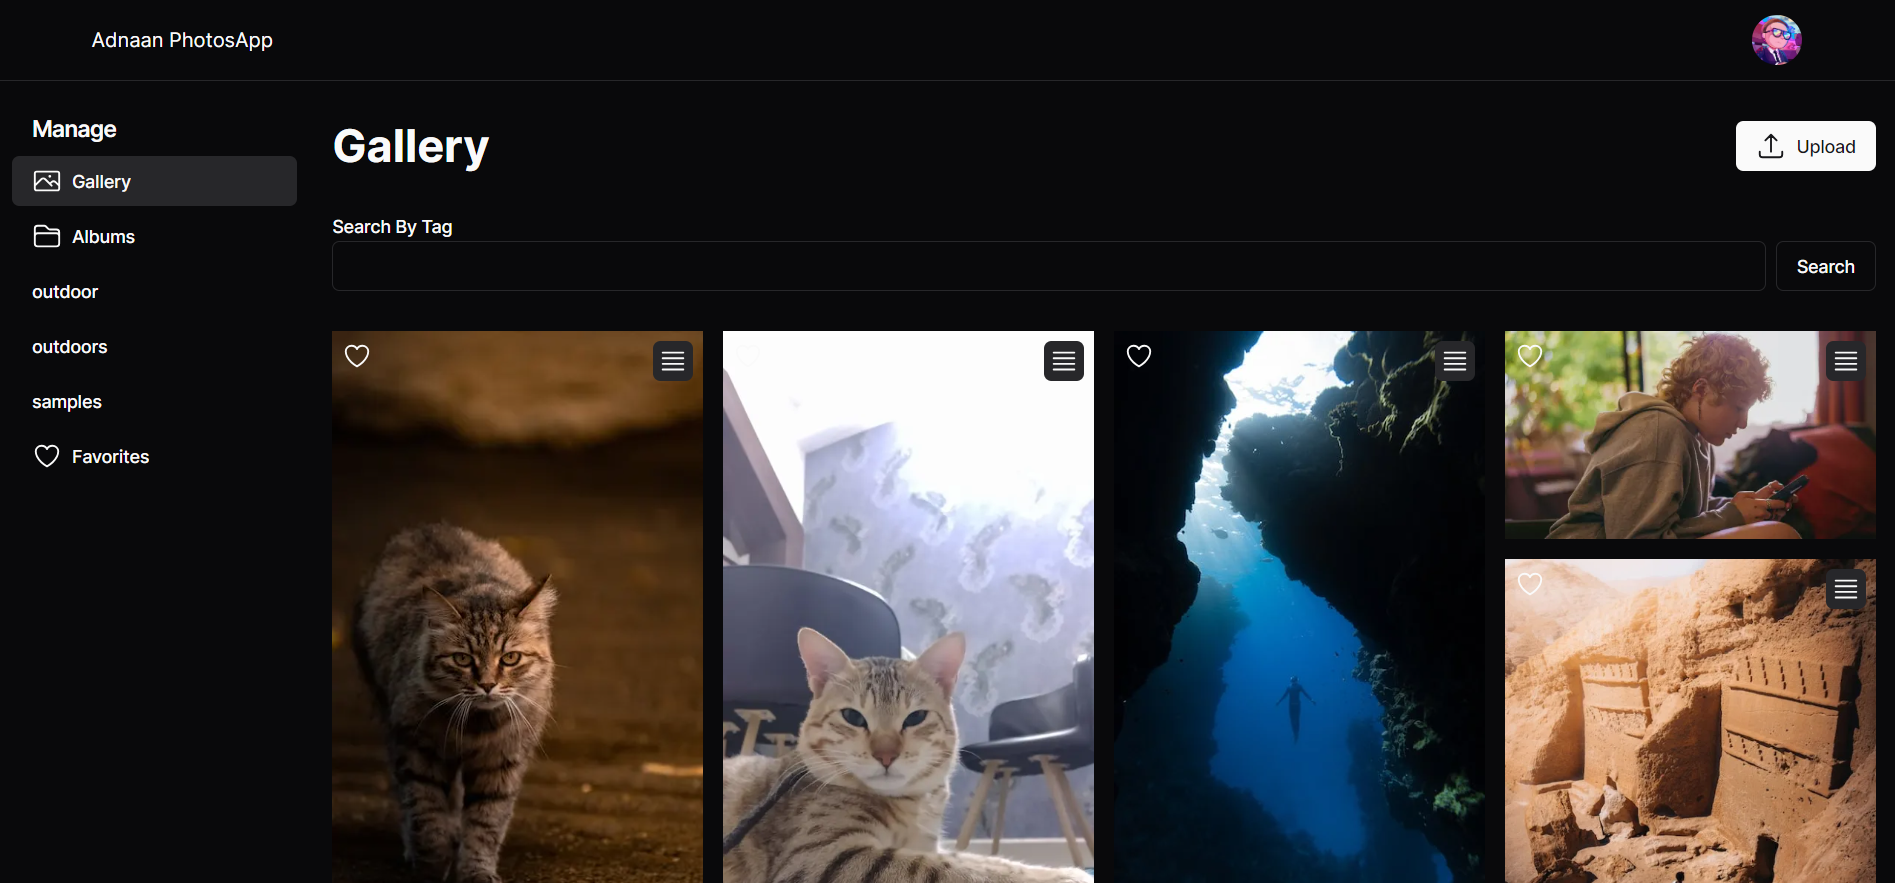 Adnaan PhotosApp
Manage
Gallery
Albums
outdoor
outdoors
samples
Favorites
Gallery
Upload
Search By Tag
Search